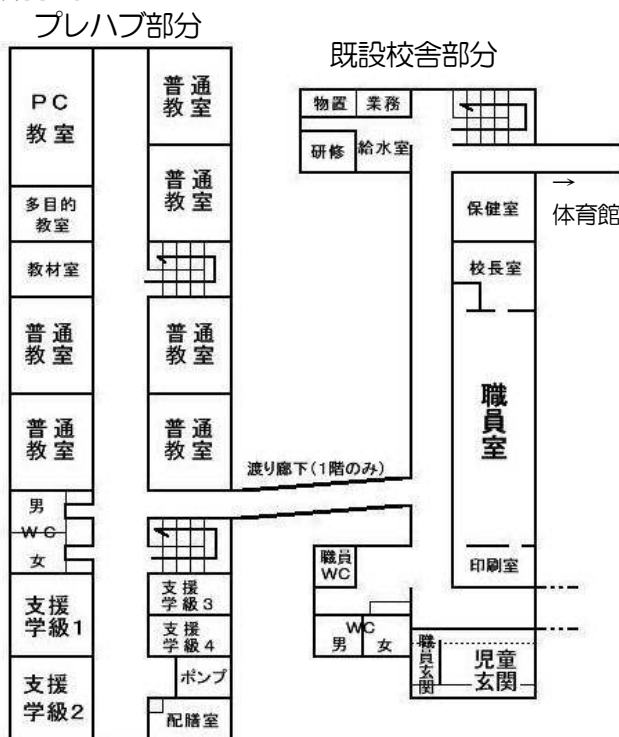 プレハブ部分
PC
教室
多目的
教室
教材室
普通
教室
普通
教室
男
WC
女
支援
学級1
支援
学級2
普通
教室
普通
教室
普通
教室
普通
教室
支援
学級3
支援
学級4
ポンプ
配膳室
渡り廊下(1階のみ)
既設校舎部分
物置
業務
研修
給水室
保健室
→
体育館
校長室
職員室
印刷室
職員
WC
WC
男
女
職員玄関
児童
玄関